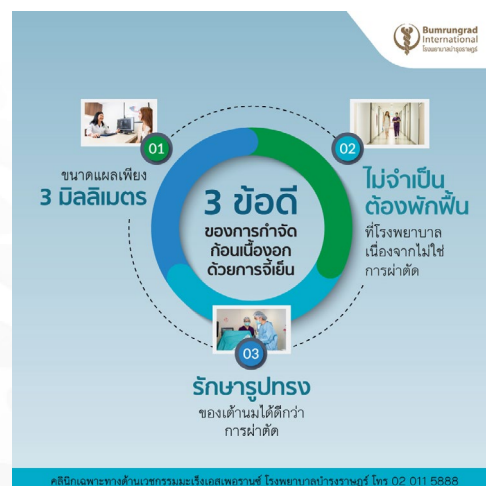 Bumrungrad
International
โรงพยาบาลบำรุงราษฎร์
01
ขนาดแผลเพียง
3 มิลลิเมตร
02
ไม่จำเป็น
ต้องพักฟื้น
ที่โรงพยาบาล
เนื่องจากไม่ใช่
การผ่าตัด
3 ข้อดี
ของการกำจัด
ก้อนเนื้องอก
ด้วยการจี้เย็น
03
รักษารูปทรง
ของเต้านมได้ดีกว่า
การผ่าตัด
คลินิกเฉพาะทางด้านเวชกรรมมะเร็งเอสเพอรานซ์ โรงพยาบาลบำรุงราษฎร์ โทร 02 011 5888